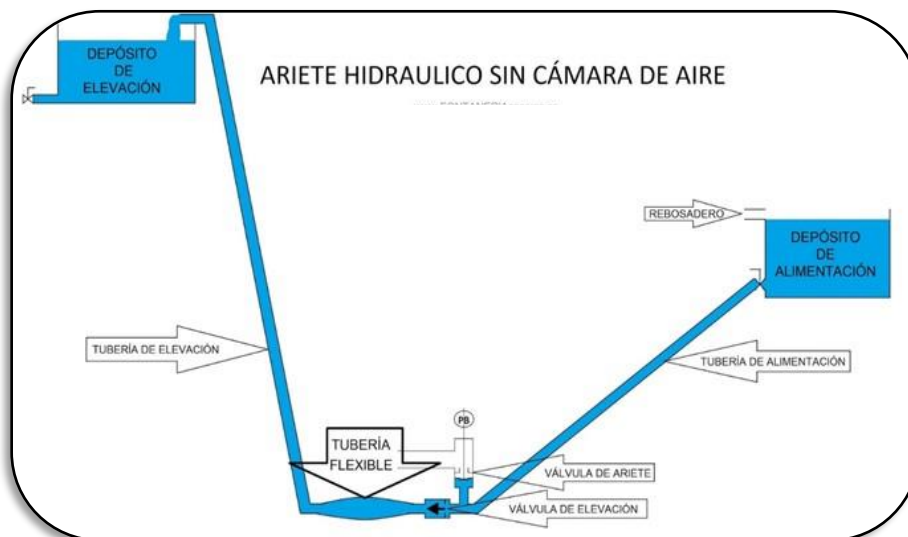 DEPÓSITO
DE
ELEVACIÓN
ARIETE HIDRAULICO SIN CÁMARA DE AIRE
REBOSADERO
DEPÓSITO
DE
ALIMENTACIÓN
TUBERÍA DE ELEVACIÓN
TUBERÍA DE ALIMENTACIÓN
PB
TUBERÍA
FLEXIBLE
VÁLVULA DE ARIETE
VÁLVULA DE ELEVACIÓN